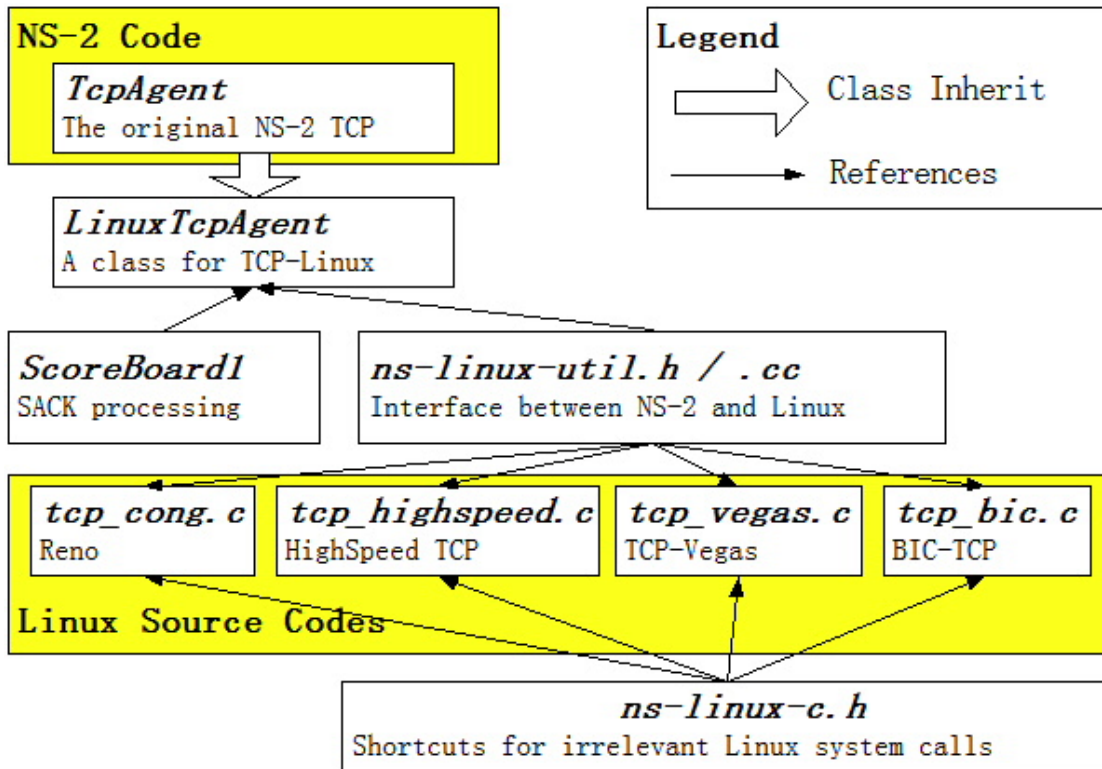 NS-2 Code
TcpAgent
The original NS-2 TCP
Legend
Class Inherit
References
LinuxTcpAgent
A class for TCP-Linux
ScoreBoard1
SACK processing
ns-linux-util.h / .cc
Interface between NS-2 and Linux
tcp_cong.c
Reno
tcp_highspeed.c
HighSpeed TCP
tcp_vegas.c
TCP-Vegas
tcp_bic.c
BIC-TCP
Linux Source Codes
ns-linux-c.h
Shortcuts for irrelevant Linux system calls